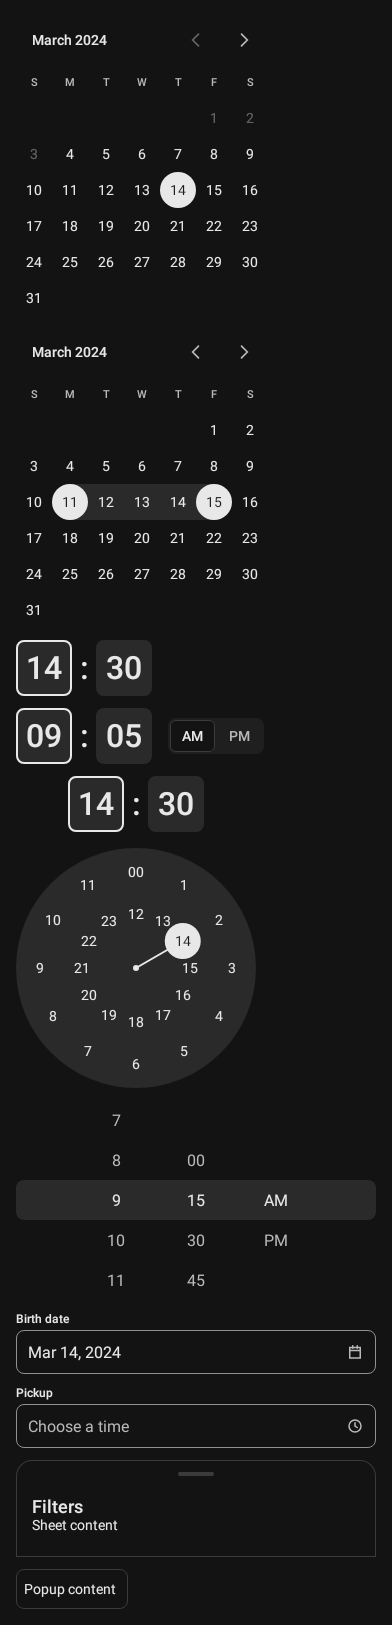 March 2024
S M T W T F S
1 2
3 4 5 6 7 8 9
10 11 12 13 14 15 16
17 18 19 20 21 22 23
24 25 26 27 28 29 30
31
March 2024
S M T W T F S
1 2
3 4 5 6 7 8 9
10 11 12 13 14 15 16
17 18 19 20 21 22 23
24 25 26 27 28 29 30
31
14 : 30
09 : 05 AM PM
14 : 30
00
11 1
12
10 23 13 2
22 14
9 21 15 3
20 16
8 19 17 4
18
7 5
6
7
8 00
9 15 AM
10 30 PM
11 45
Birth date
Mar 14, 2024
Pickup
Choose a time
Filters
Sheet content
Popup content